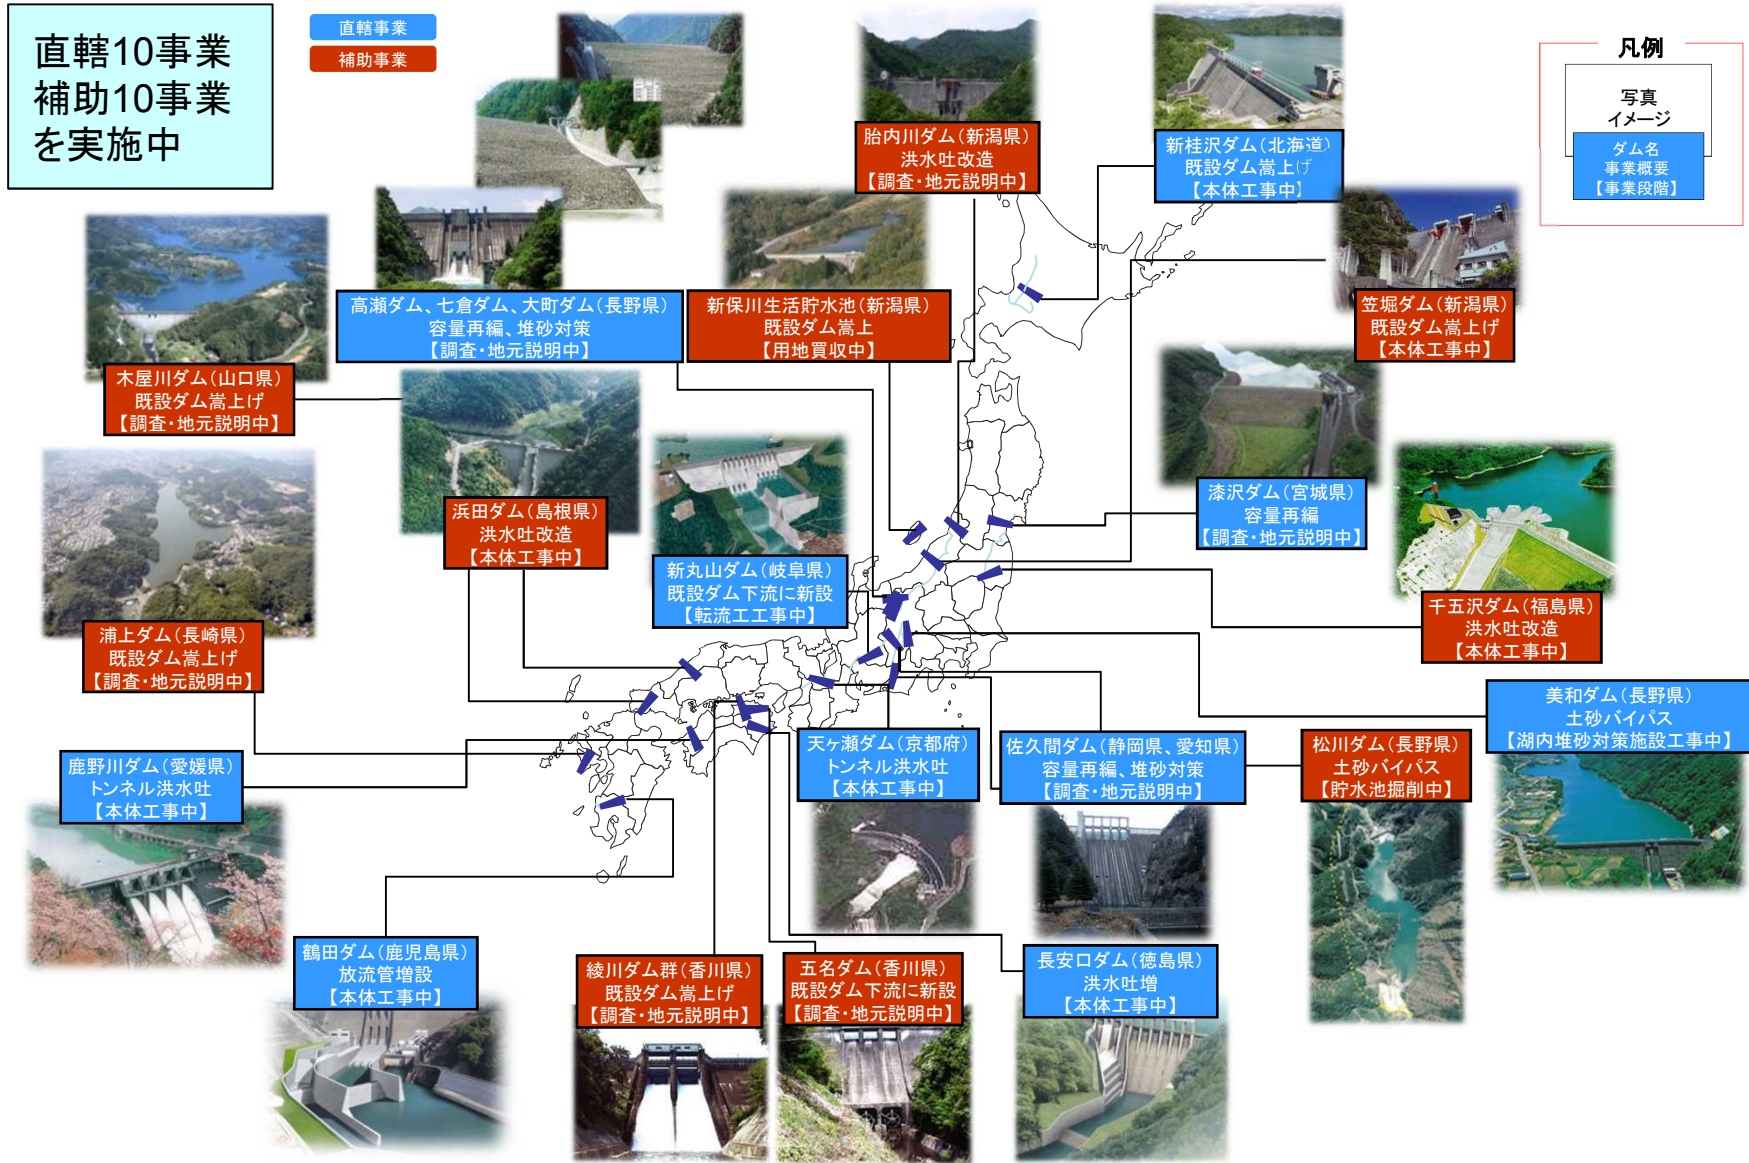 直轄10事業
補助10事業
を実施中
直轄事業
補助事業
凡例
写真
イメージ
ダム名
事業概要
【事業段階】
胎内川ダム(新潟県)
洪水吐改造
【調査・地元説明中】
新桂沢ダム(北海道)
既設ダム嵩上げ
【本体工事中】
高瀬ダム、七倉ダム、大町ダム(長野県)
容量再編、堆砂対策
【調査・地元説明中】
新保川生活貯水池(新潟県)
既設ダム嵩上
【用地買収中】
笠堀ダム(新潟県)
既設ダム嵩上げ
【本体工事中】
木屋川ダム(山口県)
既設ダム嵩上げ
【調査・地元説明中】
浜田ダム(島根県)
洪水吐改造
【本体工事中】
漆沢ダム(宮城県)
容量再編
【調査・地元説明中】
新丸山ダム(岐阜県)
既設ダム下流に新設
【転流工工事中】
千五沢ダム(福島県)
洪水吐改造
【本体工事中】
浦上ダム(長崎県)
既設ダム嵩上げ
【調査・地元説明中】
美和ダム(長野県)
土砂バイパス
【湖内堆砂対策施設工事中】
鹿野川ダム(愛媛県)
トンネル洪水吐
【本体工事中】
天ヶ瀬ダム(京都府)
トンネル洪水吐
【本体工事中】
佐久間ダム(静岡県、愛知県)
容量再編、堆砂対策
【調査・地元説明中】
松川ダム(長野県)
土砂バイパス
【貯水池掘削中】
鶴田ダム(鹿児島県)
放流管増設
【本体工事中】
綾川ダム群(香川県)
既設ダム嵩上げ
【調査・地元説明中】
五名ダム(香川県)
既設ダム下流に新設
【調査・地元説明中】
長安口ダム(徳島県)
洪水吐増
【本体工事中】